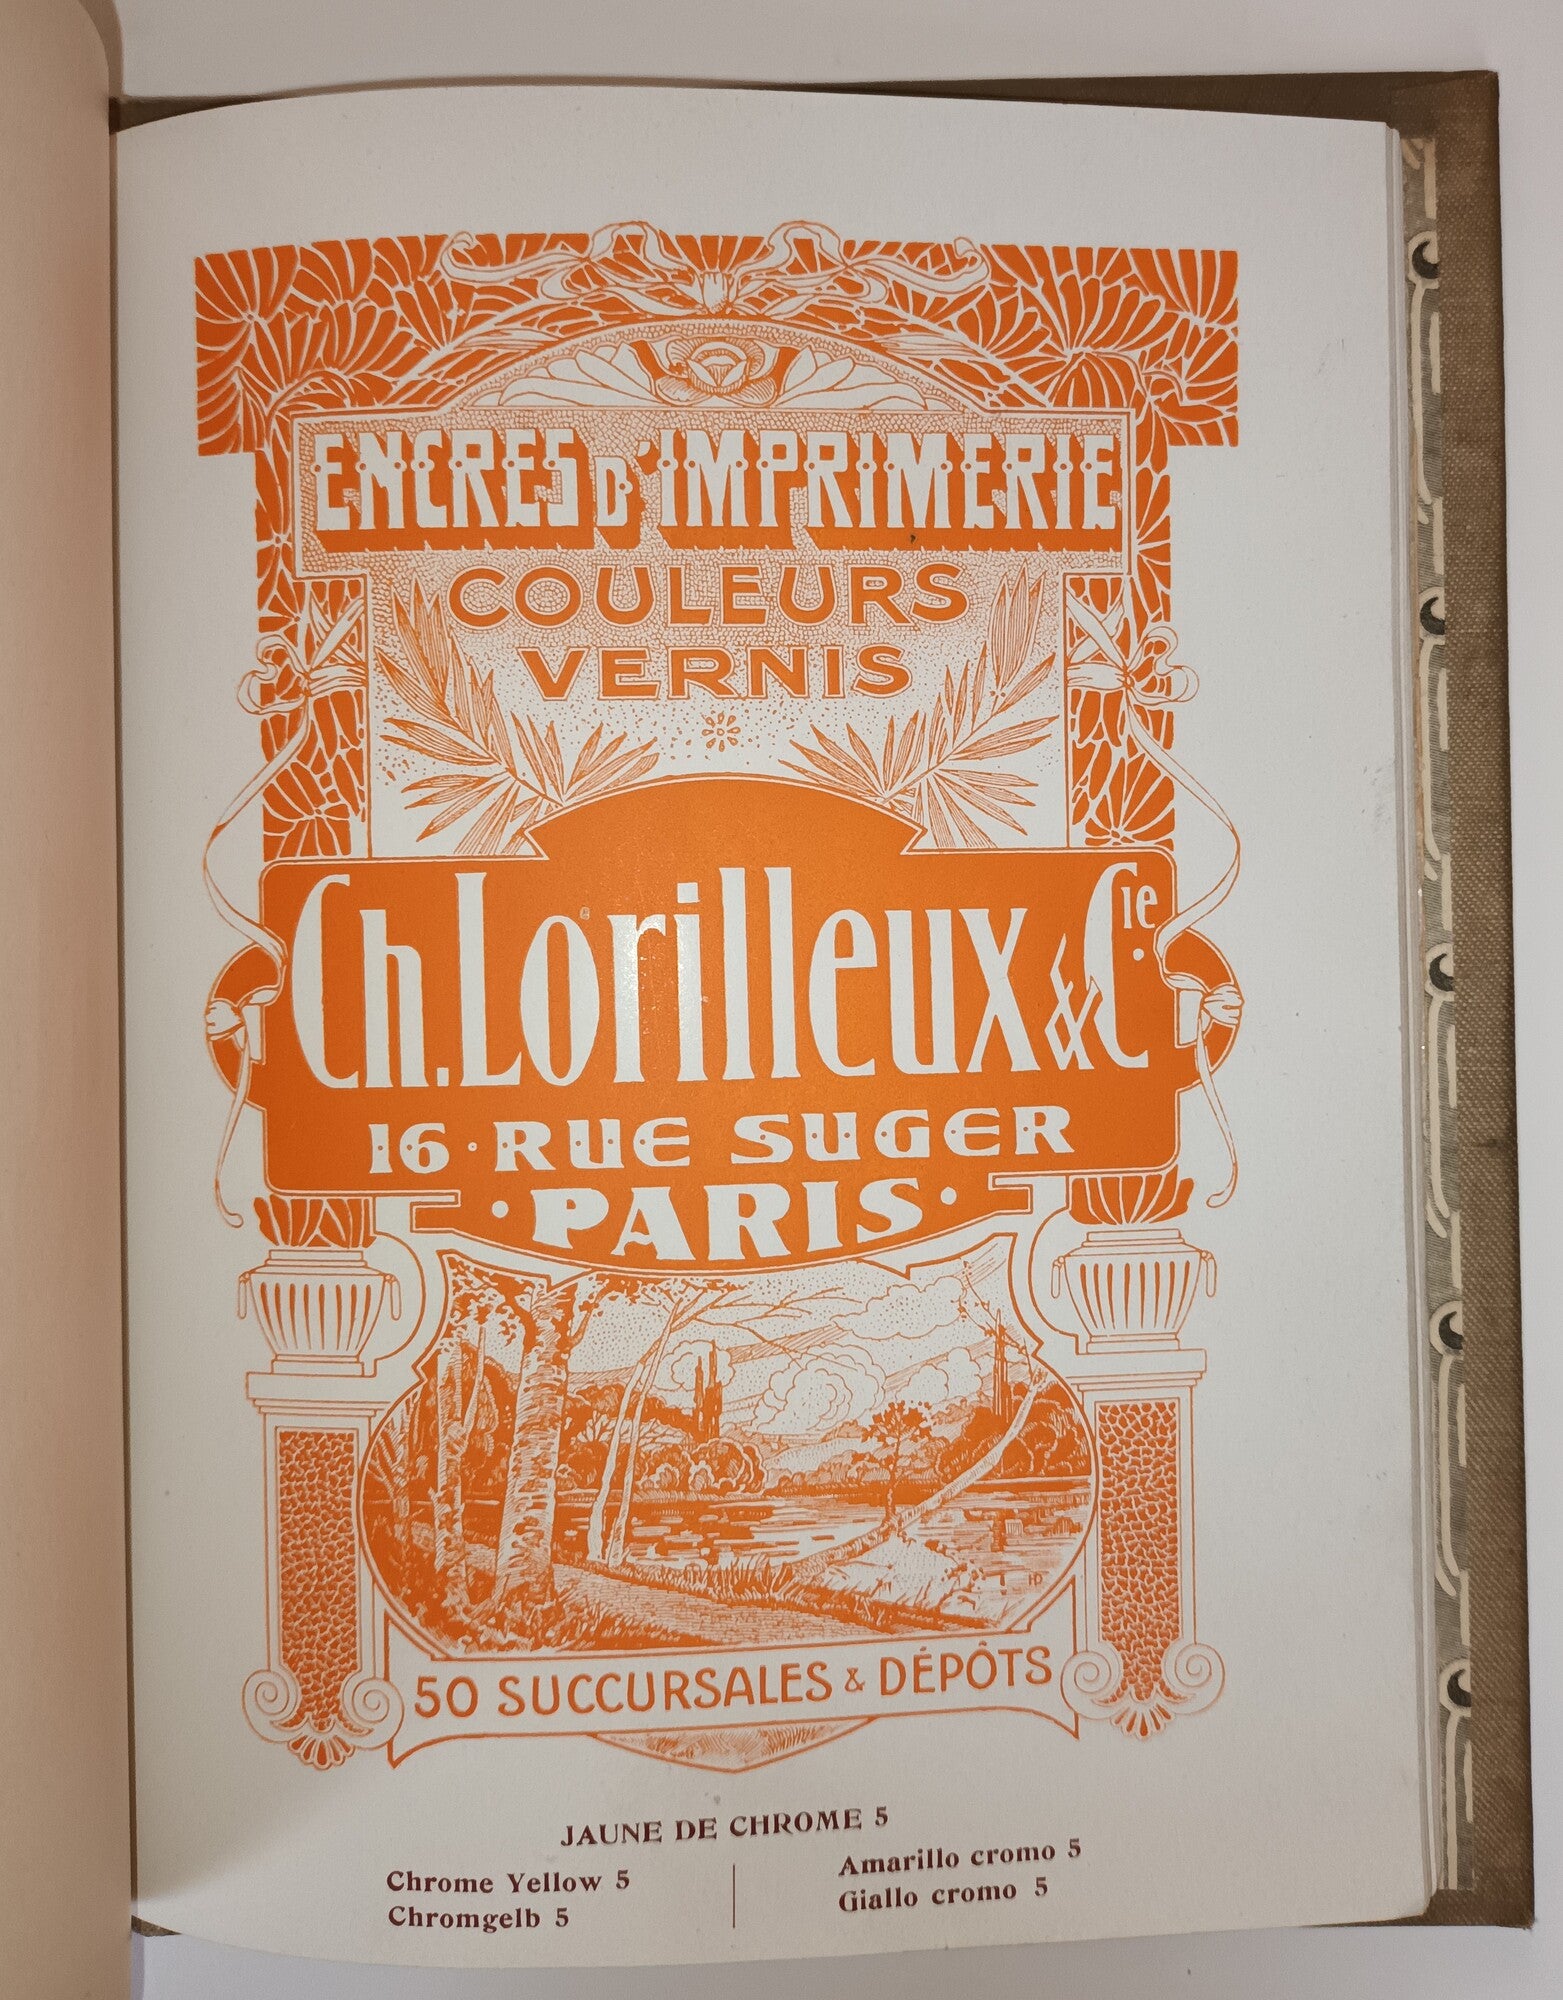 ENCRES D'IMPRIMERIE
COULEURS
VERNIS
Ch. Lorilleux & Cie.
16 · RUE SUGER
· PARIS ·
HD
50 SUCCURSALES & DÉPÔTS
JAUNE DE CHROME 5
Chrome Yellow 5
Chromgelb 5
Amarillo cromo 5
Giallo cromo 5